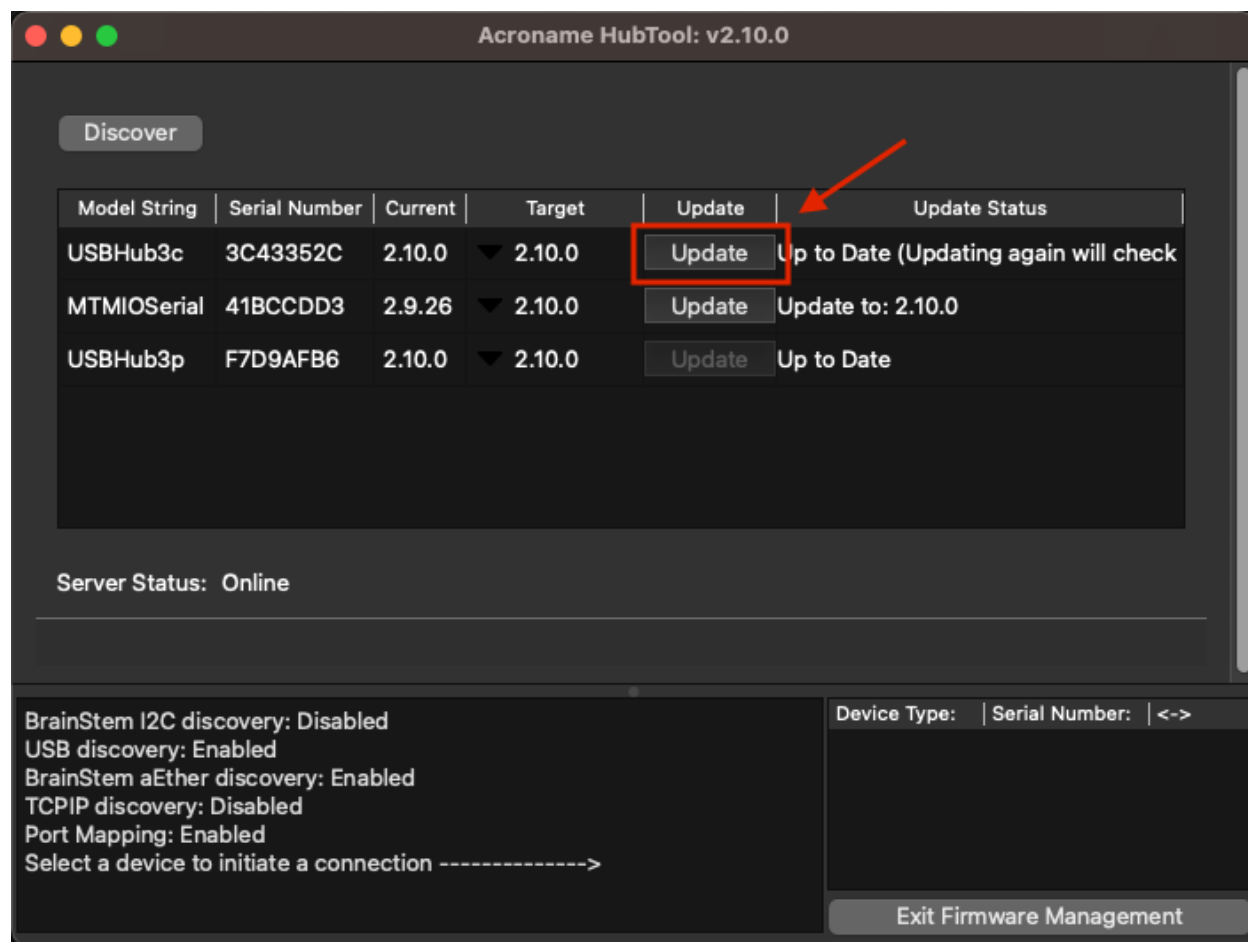 Acroname HubTool: v2.10.0
Discover
Model String Serial Number Current Target Update Update Status
USBHub3c 3C43352C 2.10.0 2.10.0 Update Up to Date (Updating again will check
MTMIOSerial 41BCCDD3 2.9.26 2.10.0 Update Update to: 2.10.0
USBHub3p F7D9AFB6 2.10.0 2.10.0 Update Up to Date
Server Status: Online
BrainStem I2C discovery: Disabled
USB discovery: Enabled
BrainStem aEther discovery: Enabled
TCPIP discovery: Disabled
Port Mapping: Enabled
Select a device to initiate a connection -------------->
Device Type: Serial Number: <->
Exit Firmware Management